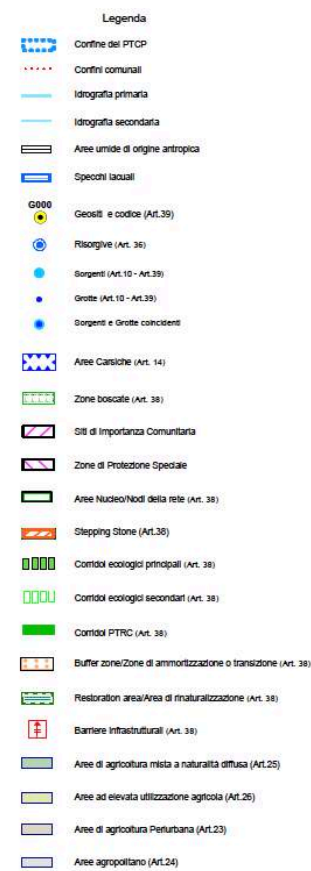 Legenda
Confine del PTCP
Confini comunali
Idrografia primaria
Idrografia secondaria
Aree umide di origine antropica
Specchi lacuali
G000
Geositi e codice (Art.39)
Risorgive (Art. 36)
Sorgenti (Art.10 - Art.39)
Grotte (Art.10 - Art.39)
Sorgenti e Grotte coincidenti
Aree Carsiche (Art. 14)
Zone boscate (Art. 38)
Siti di Importanza Comunitaria
Zone di Protezione Speciale
Aree Nucleo/Nodi della rete (Art. 38)
Stepping Stone (Art.38)
Corridoi ecologici principali (Art. 38)
Corridoi ecologici secondari (Art. 38)
Corridoi PTRC (Art. 38)
Buffer zone/Zone di ammortizzazione o transizione (Art. 38)
Restoration area/Area di rinaturalizzazione (Art. 38)
Barriere Infrastrutturali (Art. 38)
Aree di agricoltura mista a naturalità diffusa (Art.25)
Aree ad elevata utilizzazione agricola (Art.26)
Aree di agricoltura Periurbana (Art.23)
Aree agropolitano (Art.24)